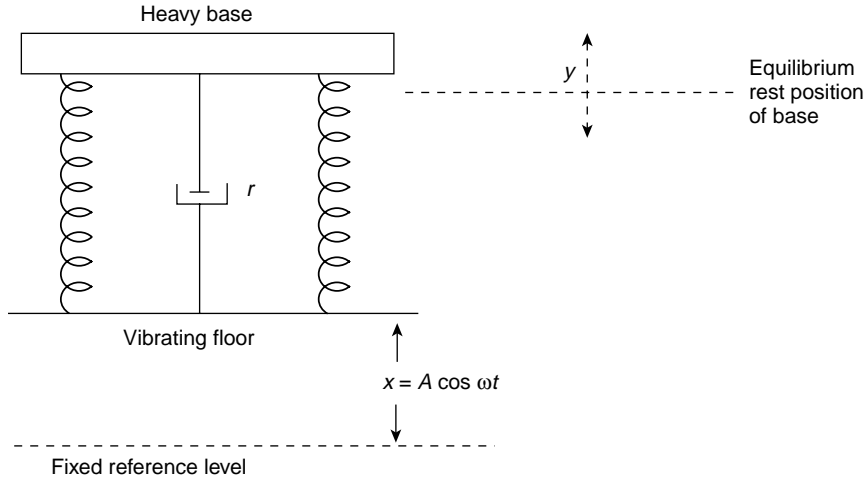 Heavy base
y
Equilibrium
rest position
of base
r
Vibrating floor
x = A cos ωt
Fixed reference level